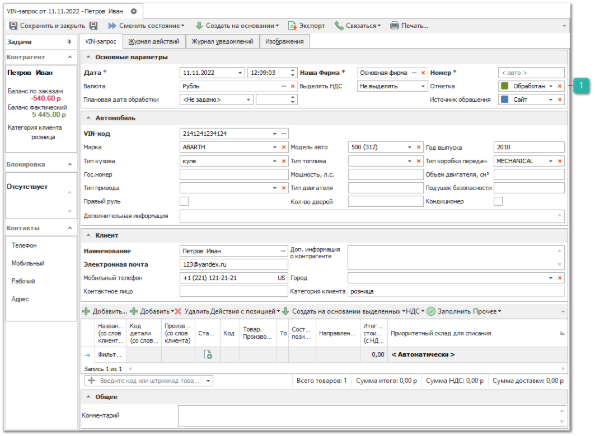 VIN-запрос от 11.11.2022 - Петров Иван
Сохранить и закрыть Сменить состояние Создать на основании Экспорт Связаться Печать...
Задачи
VIN-запрос Журнал действий Журнал уведомлений Изображения
Контрагент
Петров Иван
Баланс по заказам
-540.60 р
Баланс фактический
5 445.00 р
Категория клиента
розница
Блокировка
Отсутствует
Контакты
Телефон
Мобильный
Рабочий
Адрес
Основные параметры
Дата * 11.11.2022 12:09:03 Наша Фирма * Основная фирма Номер * < авто >
Валюта Рубль Выделять НДС Не выделять Отметка Обработан 1
Плановая дата обработки <Не задано> Источник обращения Сайт
Автомобиль
VIN-код 2141241234124
Марка ABARTH Модель авто 500 (312) Год выпуска 2010
Тип кузова купе Тип топлива Тип коробки передач MECHANICAL
Гос.номер Мощность, л.с. Объем двигателя, см³
Тип привода Тип двигателя Подушек безопасности
Правый руль Кол-во дверей Кондиционер
Дополнительная информация
Клиент
Наименование Петров Иван Доп. информация о контрагенте
Электронная почта 123@yandex.ru
Мобильный телефон +1 (221) 121-21-21 US Город
Контактное лицо Категория клиента розница
Добавить... Добавить Удалить Действия с позицией Создать на основании выделенных НДС Заполнить Прочее
Назван... (со слов клиент... Код детали (со слов... Произва... (со слов клиента) Ста... Код Товар. Произво... То Сост... пози... Направлен... Итог... стои... (с НД... Приоритетный склад для списания
Фильт... 0,00 < Автоматически >
Запись 1 из 1
Введите код или штрихкод това... Всего товаров: 1 Сумма итого: 0,00 р Сумма НДС: 0,00 р Сумма доставки: 0,00 р
Общее
Комментарий